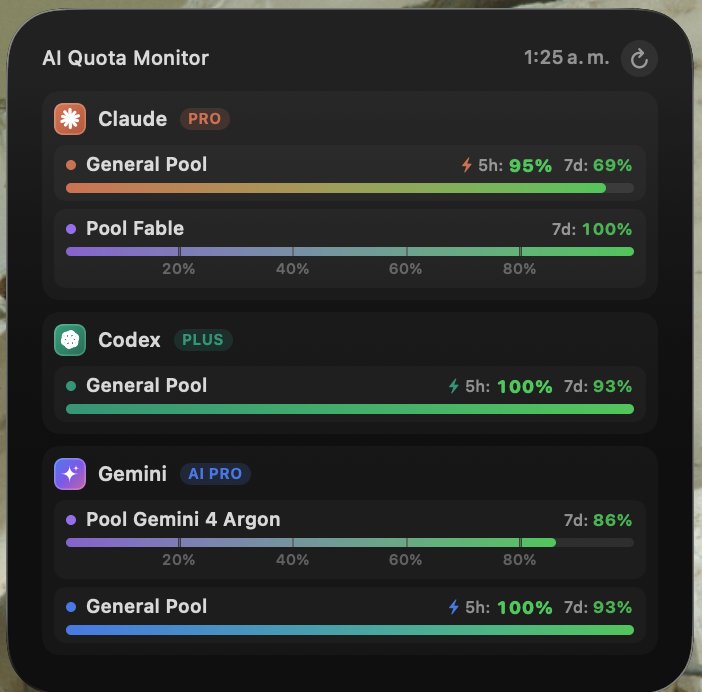 AI Quota Monitor 1:25 a.m.
Claude PRO
General Pool 5h: 95% 7d: 69%
Pool Fable 7d: 100%
20% 40% 60% 80%
Codex PLUS
General Pool 5h: 100% 7d: 93%
Gemini AI PRO
Pool Gemini 4 Argon 7d: 86%
20% 40% 60% 80%
General Pool 5h: 100% 7d: 93%